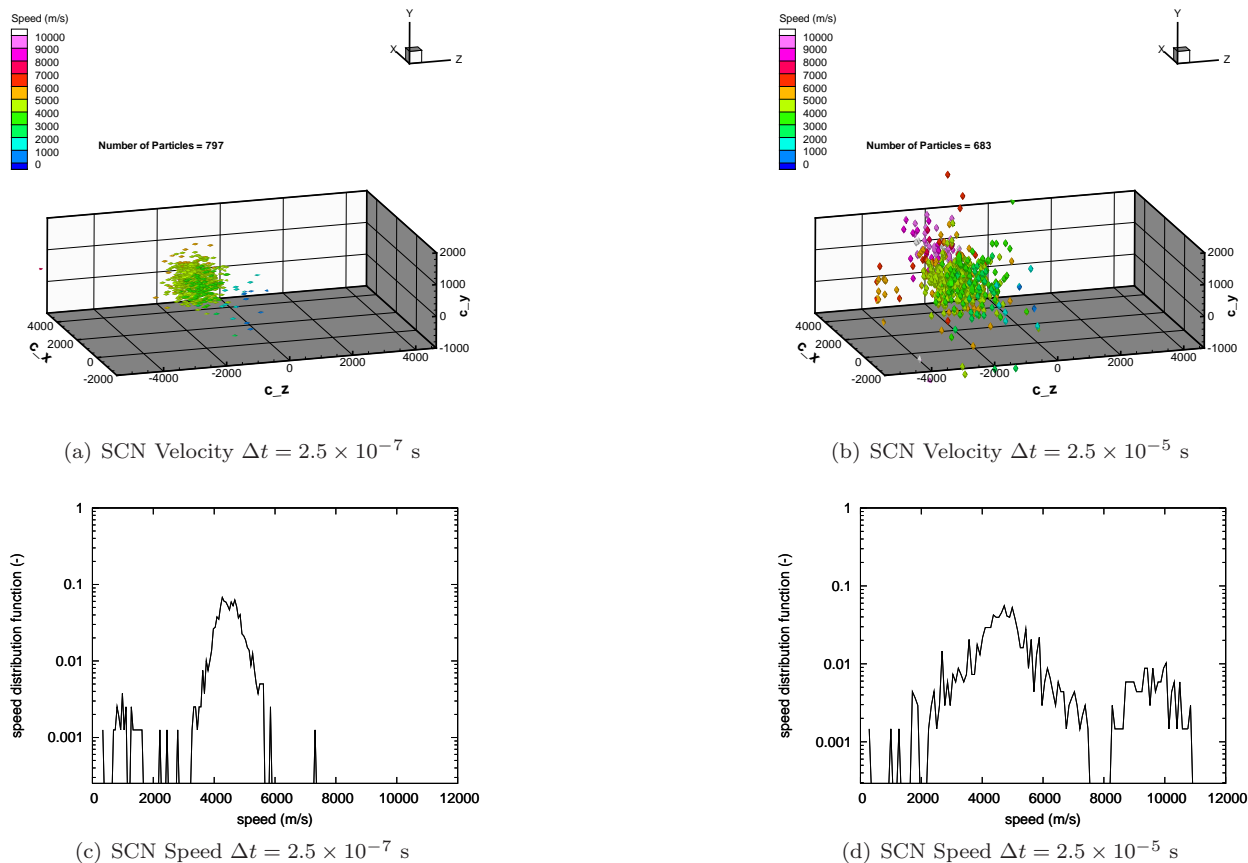 Speed (m/s)
10000
9000
8000
7000
6000
5000
4000
3000
2000
1000
0
Y
X
Z
Number of Particles = 797
2000
1000
0
-1000
c_y
4000
2000
0
-2000
c_x
-4000
-2000
0
2000
4000
c_z
(a) SCN Velocity Δt = 2.5 × 10⁻⁷ s
Speed (m/s)
10000
9000
8000
7000
6000
5000
4000
3000
2000
1000
0
Y
X
Z
Number of Particles = 683
2000
1000
0
-1000
c_y
4000
2000
0
-2000
c_x
-4000
-2000
0
2000
4000
c_z
(b) SCN Velocity Δt = 2.5 × 10⁻⁵ s
speed distribution function (-)
1
0.1
0.01
0.001
0 2000 4000 6000 8000 10000 12000
speed (m/s)
(c) SCN Speed Δt = 2.5 × 10⁻⁷ s
speed distribution function (-)
1
0.1
0.01
0.001
0 2000 4000 6000 8000 10000 12000
speed (m/s)
(d) SCN Speed Δt = 2.5 × 10⁻⁵ s